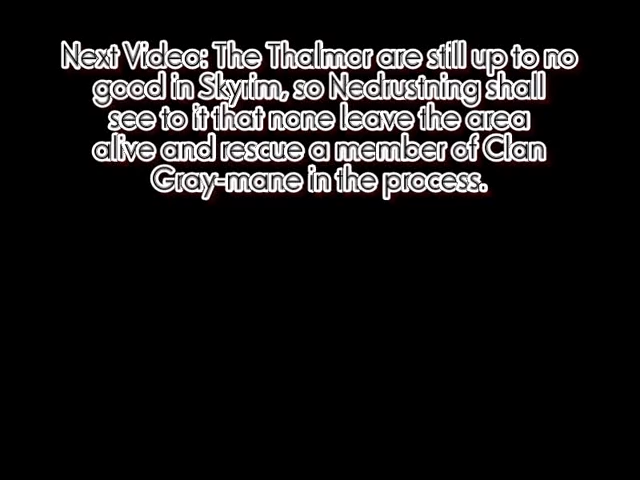 Next Video: The Thalmor are still up to no
good in Skyrim, so Nedrustning shall
see to it that none leave the area
alive and rescue a member of Clan
Gray-mane in the process.